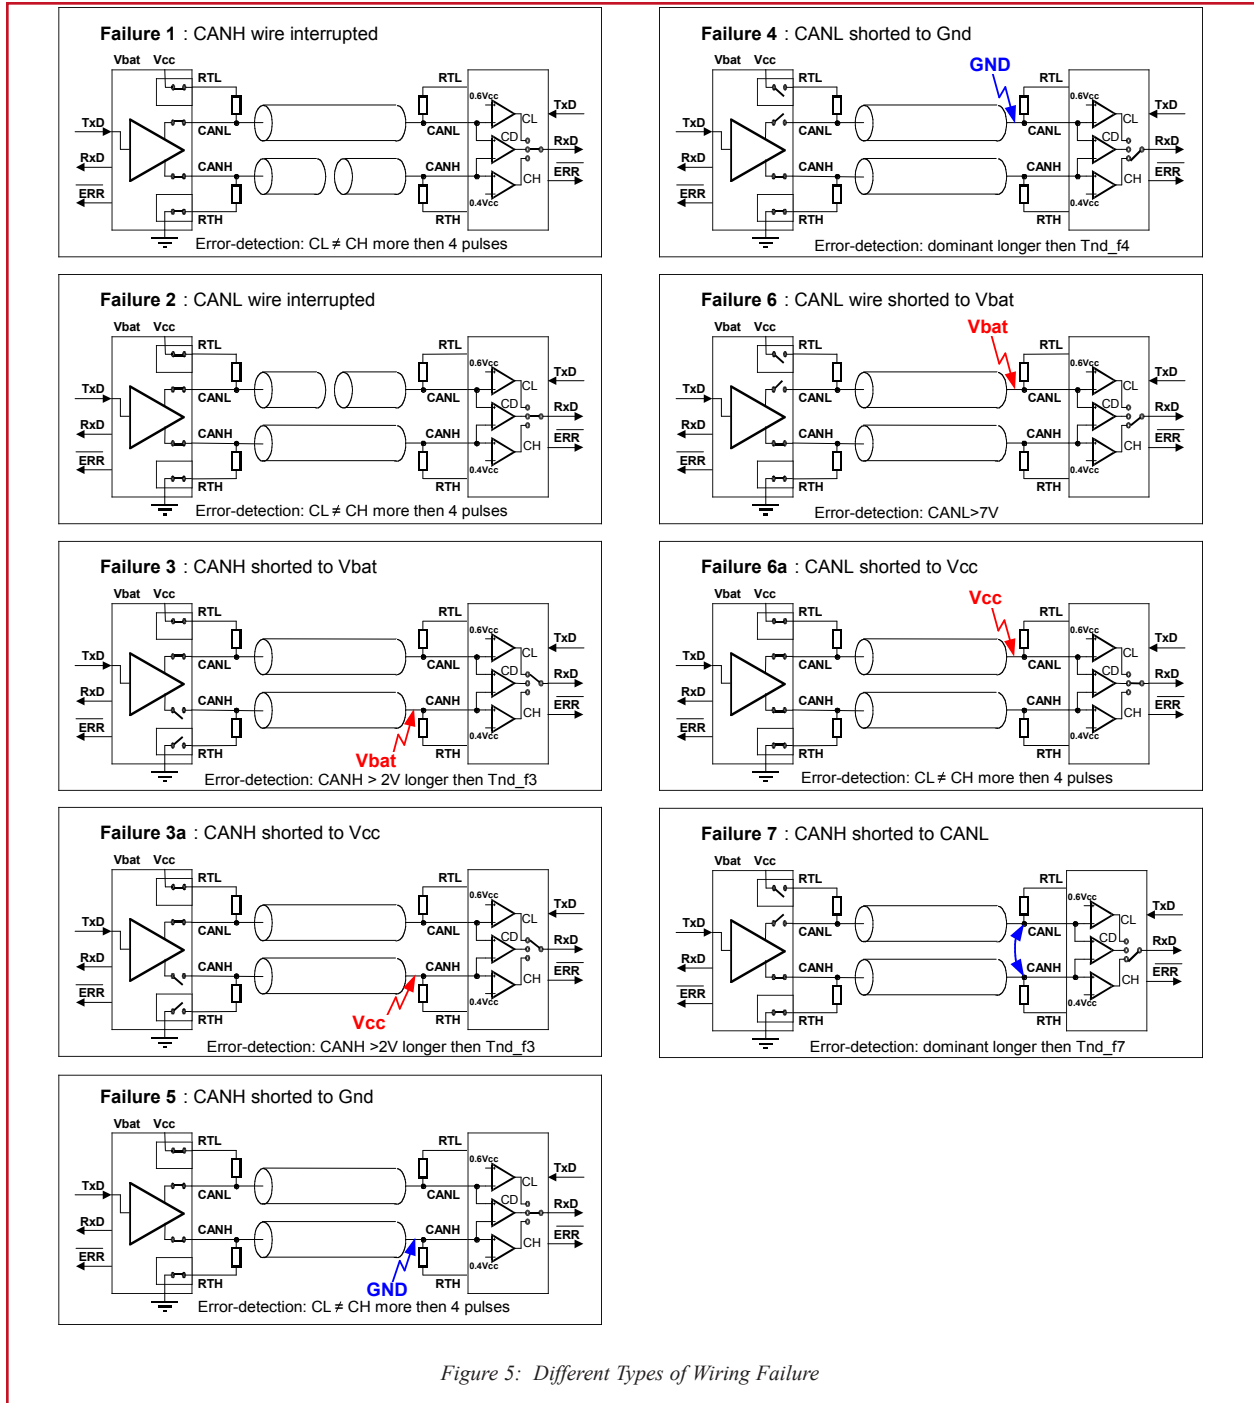 Failure 1 : CANH wire interrupted
Vbat Vcc
RTL
RTL
0.6Vcc
TxD
CL
TxD
CANL
CANL
CD
RxD
RxD
CANH
CANH
ERR
CH
ERR
0.4Vcc
RTH
RTH
Error-detection: CL ≠ CH more then 4 pulses
Failure 2 : CANL wire interrupted
Vbat Vcc
RTL
RTL
0.6Vcc
TxD
CL
TxD
CANL
CANL
CD
RxD
RxD
CANH
CANH
ERR
CH
ERR
0.4Vcc
RTH
RTH
Error-detection: CL ≠ CH more then 4 pulses
Failure 3 : CANH shorted to Vbat
Vbat Vcc
RTL
RTL
0.6Vcc
TxD
CL
TxD
CANL
CANL
CD
RxD
RxD
CANH
CANH
ERR
CH
ERR
0.4Vcc
RTH
Vbat
RTH
Error-detection: CANH > 2V longer then Tnd_f3
Failure 3a : CANH shorted to Vcc
Vbat Vcc
RTL
RTL
0.6Vcc
TxD
CL
TxD
CANL
CANL
CD
RxD
RxD
CANH
CANH
ERR
CH
ERR
0.4Vcc
RTH
Vcc
RTH
Error-detection: CANH >2V longer then Tnd_f3
Failure 5 : CANH shorted to Gnd
Vbat Vcc
RTL
RTL
0.6Vcc
TxD
CL
TxD
CANL
CANL
CD
RxD
RxD
CANH
CANH
ERR
CH
ERR
0.4Vcc
RTH
GND
RTH
Error-detection: CL ≠ CH more then 4 pulses
Failure 4 : CANL shorted to Gnd
Vbat Vcc
GND
RTL
RTL
0.6Vcc
TxD
CL
TxD
CANL
CANL
CD
RxD
RxD
CANH
CANH
ERR
CH
ERR
0.4Vcc
RTH
RTH
Error-detection: dominant longer then Tnd_f4
Failure 6 : CANL wire shorted to Vbat
Vbat Vcc
Vbat
RTL
RTL
0.6Vcc
TxD
CL
TxD
CANL
CANL
CD
RxD
RxD
CANH
CANH
ERR
CH
ERR
0.4Vcc
RTH
RTH
Error-detection: CANL>7V
Failure 6a : CANL shorted to Vcc
Vbat Vcc
Vcc
RTL
RTL
0.6Vcc
TxD
CL
TxD
CANL
CANL
CD
RxD
RxD
CANH
CANH
ERR
CH
ERR
0.4Vcc
RTH
RTH
Error-detection: CL ≠ CH more then 4 pulses
Failure 7 : CANH shorted to CANL
Vbat Vcc
RTL
RTL
0.6Vcc
TxD
CL
TxD
CANL
CANL
CD
RxD
RxD
CANH
CANH
ERR
CH
ERR
0.4Vcc
RTH
RTH
Error-detection: dominant longer then Tnd_f7
Figure 5: Different Types of Wiring Failure